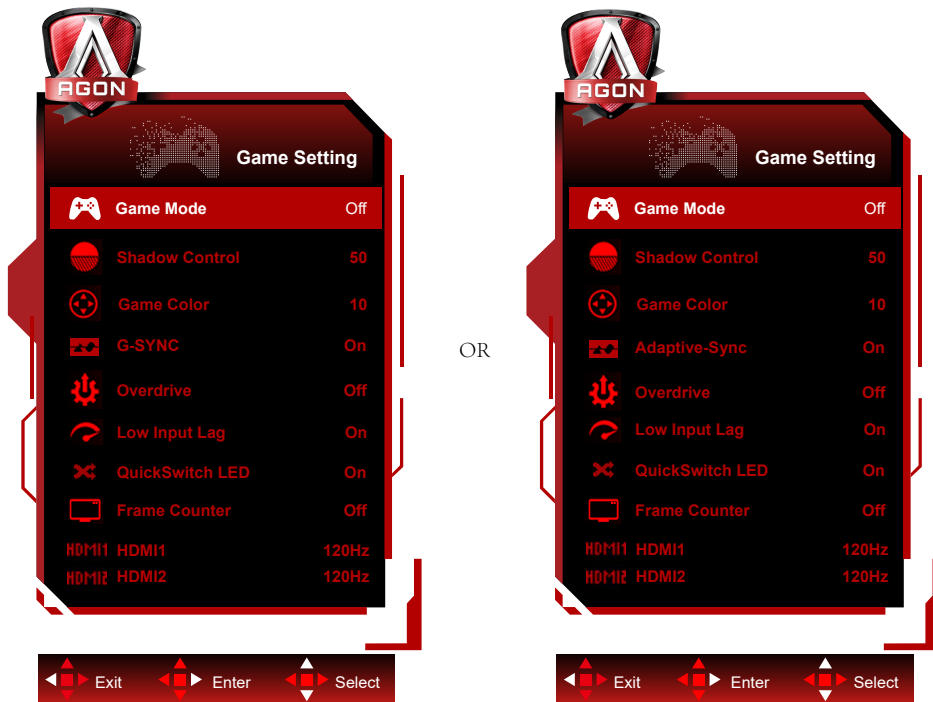 AGON
Game Setting
Game Mode Off
Shadow Control 50
Game Color 10
G-SYNC On
Overdrive Off
Low Input Lag On
QuickSwitch LED On
Frame Counter Off
HDMI1 HDMI1 120Hz
HDMI2 HDMI2 120Hz
Exit Enter Select
OR
AGON
Game Setting
Game Mode Off
Shadow Control 50
Game Color 10
Adaptive-Sync On
Overdrive Off
Low Input Lag On
QuickSwitch LED On
Frame Counter Off
HDMI1 HDMI1 120Hz
HDMI2 HDMI2 120Hz
Exit Enter Select